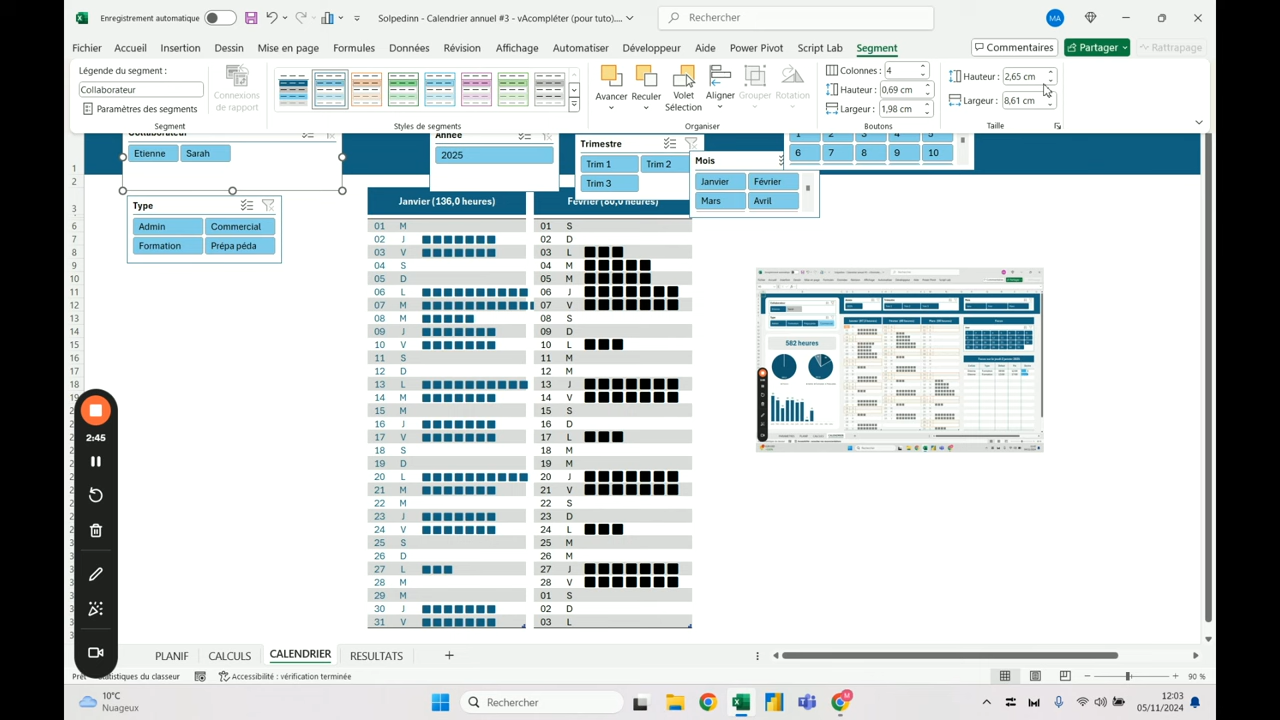 Enregistrement automatique
Solpedinn - Calendrier annuel #3 - vAcompléter (pour tuto)....
Rechercher
MA
Fichier Accueil Insertion Dessin Mise en page Formules Données Révision Affichage Automatiser Développeur Aide Power Pivot Script Lab Segment
Commentaires Partager Rattrapage
Légende du segment :
Collaborateur
Paramètres des segments
Connexions
de rapport
Segment
Styles de segments
Avancer Reculer Volet
Sélection
Aligner Grouper Rotation
Organiser
Colonnes : 4
Hauteur : 0,69 cm
Largeur : 1,98 cm
Boutons
Hauteur : 2,65 cm
Largeur : 8,61 cm
Taille
Collaborateur
Etienne Sarah
Type
Admin Commercial
Formation Prépa péda
Année
2025
Trimestre
Trim 1 Trim 2
Trim 3
Mois
Janvier Février
Mars Avril
1 2 3 4 5
6 7 8 9 10
Janvier (136,0 heures) Février (80,0 heures)
01 M 01 S
02 J 02 D
03 V 03 L
04 S 04 M
05 D 05 M
06 L 06 J
07 07 V
08 M 08 S
09 J 09 D
10 V 10 L
11 S 11 M
12 D 12 M
13 L 13 J
14 M 14 V
15 M 15 S
16 J 16 D
17 V 17 L
18 S 18 M
19 D 19 M
20 L 20 J
21 M 21 V
22 M 22 S
23 J 23 D
24 V 24 L
25 S 25 M
26 D 26 M
27 L 27 J
28 M 28 V
29 M 01 S
30 J 02 D
31 V 03 L
582 heures
2:45
PLANIF CALCULS CALENDRIER RESULTATS
Statistiques du classeur
Accessibilité : vérification terminée
90 %
10°C
Nuageux
Rechercher
12:03
05/11/2024